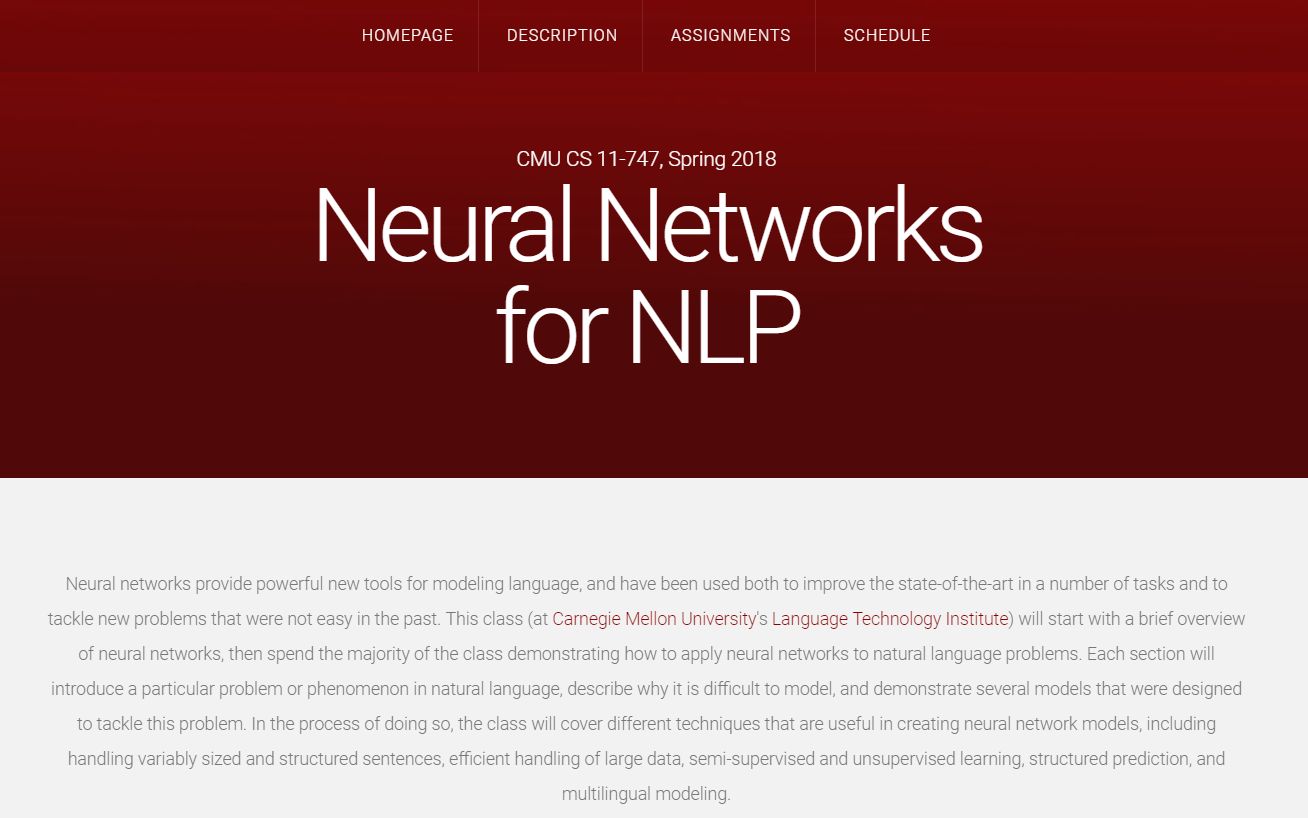 HOMEPAGE DESCRIPTION ASSIGNMENTS SCHEDULE
CMU CS 11-747, Spring 2018
Neural Networks
for NLP
Neural networks provide powerful new tools for modeling language, and have been used both to improve the state-of-the-art in a number of tasks and to
tackle new problems that were not easy in the past. This class (at Carnegie Mellon University's Language Technology Institute) will start with a brief overview
of neural networks, then spend the majority of the class demonstrating how to apply neural networks to natural language problems. Each section will
introduce a particular problem or phenomenon in natural language, describe why it is difficult to model, and demonstrate several models that were designed
to tackle this problem. In the process of doing so, the class will cover different techniques that are useful in creating neural network models, including
handling variably sized and structured sentences, efficient handling of large data, semi-supervised and unsupervised learning, structured prediction, and
multilingual modeling.